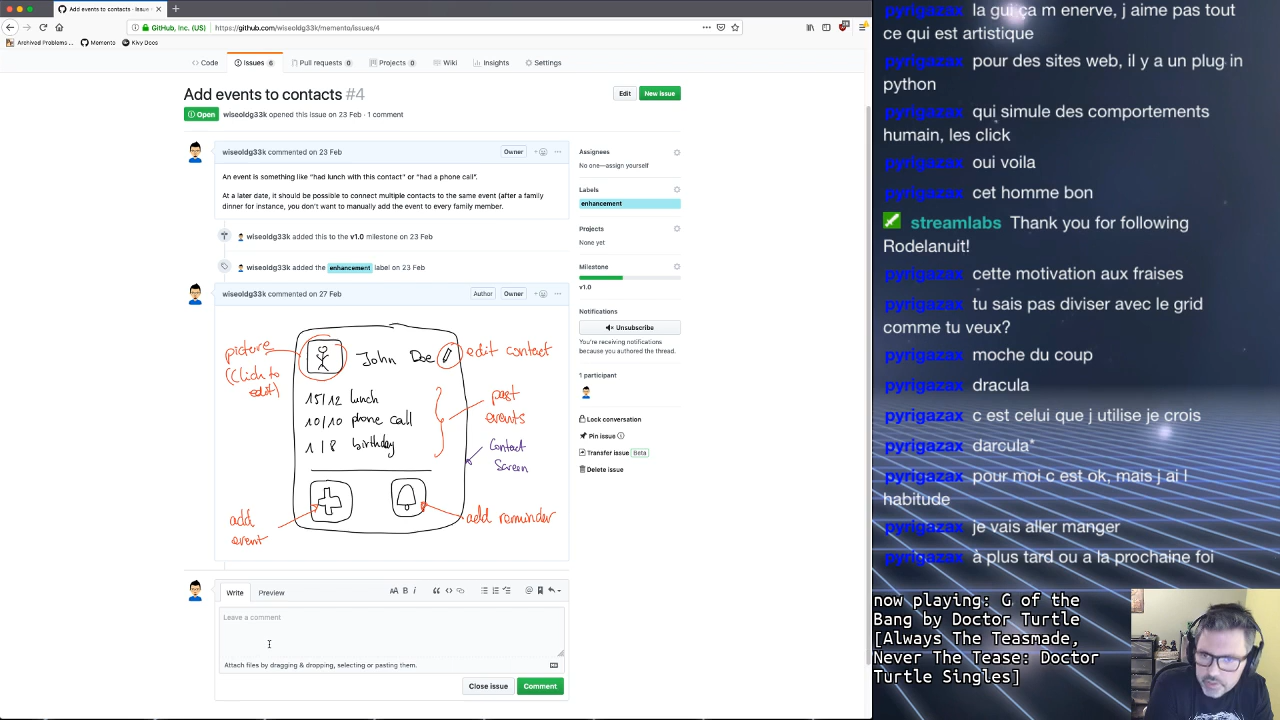 Add events to contacts · Issue
GitHub, Inc. (US)
https://github.com/wiseoldg33k/memento/issues/4
Archived Problems ...
Memento
Kivy Docs
Code
Issues 6
Pull requests 0
Projects 0
Wiki
Insights
Settings
Add events to contacts #4
Edit
New issue
Open
wiseoldg33k opened this issue on 23 Feb · 1 comment
wiseoldg33k commented on 23 Feb
Owner
An event is something like "had lunch with this contact" or "had a phone call".
At a later date, it should be possible to connect multiple contacts to the same event (after a family
dinner for instance, you don't want to manually add the event to every family member.
wiseoldg33k added this to the v1.0 milestone on 23 Feb
wiseoldg33k added the enhancement label on 23 Feb
wiseoldg33k commented on 27 Feb
Author
Owner
picture
(Click to
edit)
John Doe
edit contact
15/12 lunch
10/10 phone call
1/8 birthday
past
events
Contact
Screen
add
event
add reminder
Write
Preview
AA B i
Leave a comment
Attach files by dragging & dropping, selecting or pasting them.
Close issue
Comment
Assignees
No one—assign yourself
Labels
enhancement
Projects
None yet
Milestone
v1.0
Notifications
Unsubscribe
You're receiving notifications
because you authored the thread.
1 participant
Lock conversation
Pin issue
Transfer issue Beta
Delete issue
pyrigazax la gui ça m enerve, j aime pas tout
ce qui est artistique
pyrigazax pour des sites web, il y a un plug in
python
pyrigazax qui simule des comportements
humain, les click
pyrigazax oui voila
pyrigazax cet homme bon
streamlabs Thank you for following
Rodelanuit!
pyrigazax cette motivation aux fraises
pyrigazax tu sais pas diviser avec le grid
comme tu veux?
pyrigazax moche du coup
pyrigazax dracula
pyrigazax c est celui que j utilise je crois
pyrigazax darcula*
pyrigazax pour moi c est ok, mais j ai l
habitude
pyrigazax je vais aller manger
pyrigazax à plus tard ou a la prochaine foi
now playing: G of the
Bang by Doctor Turtle
[Always The Teasmade,
Never The Tease: Doctor
Turtle Singles]